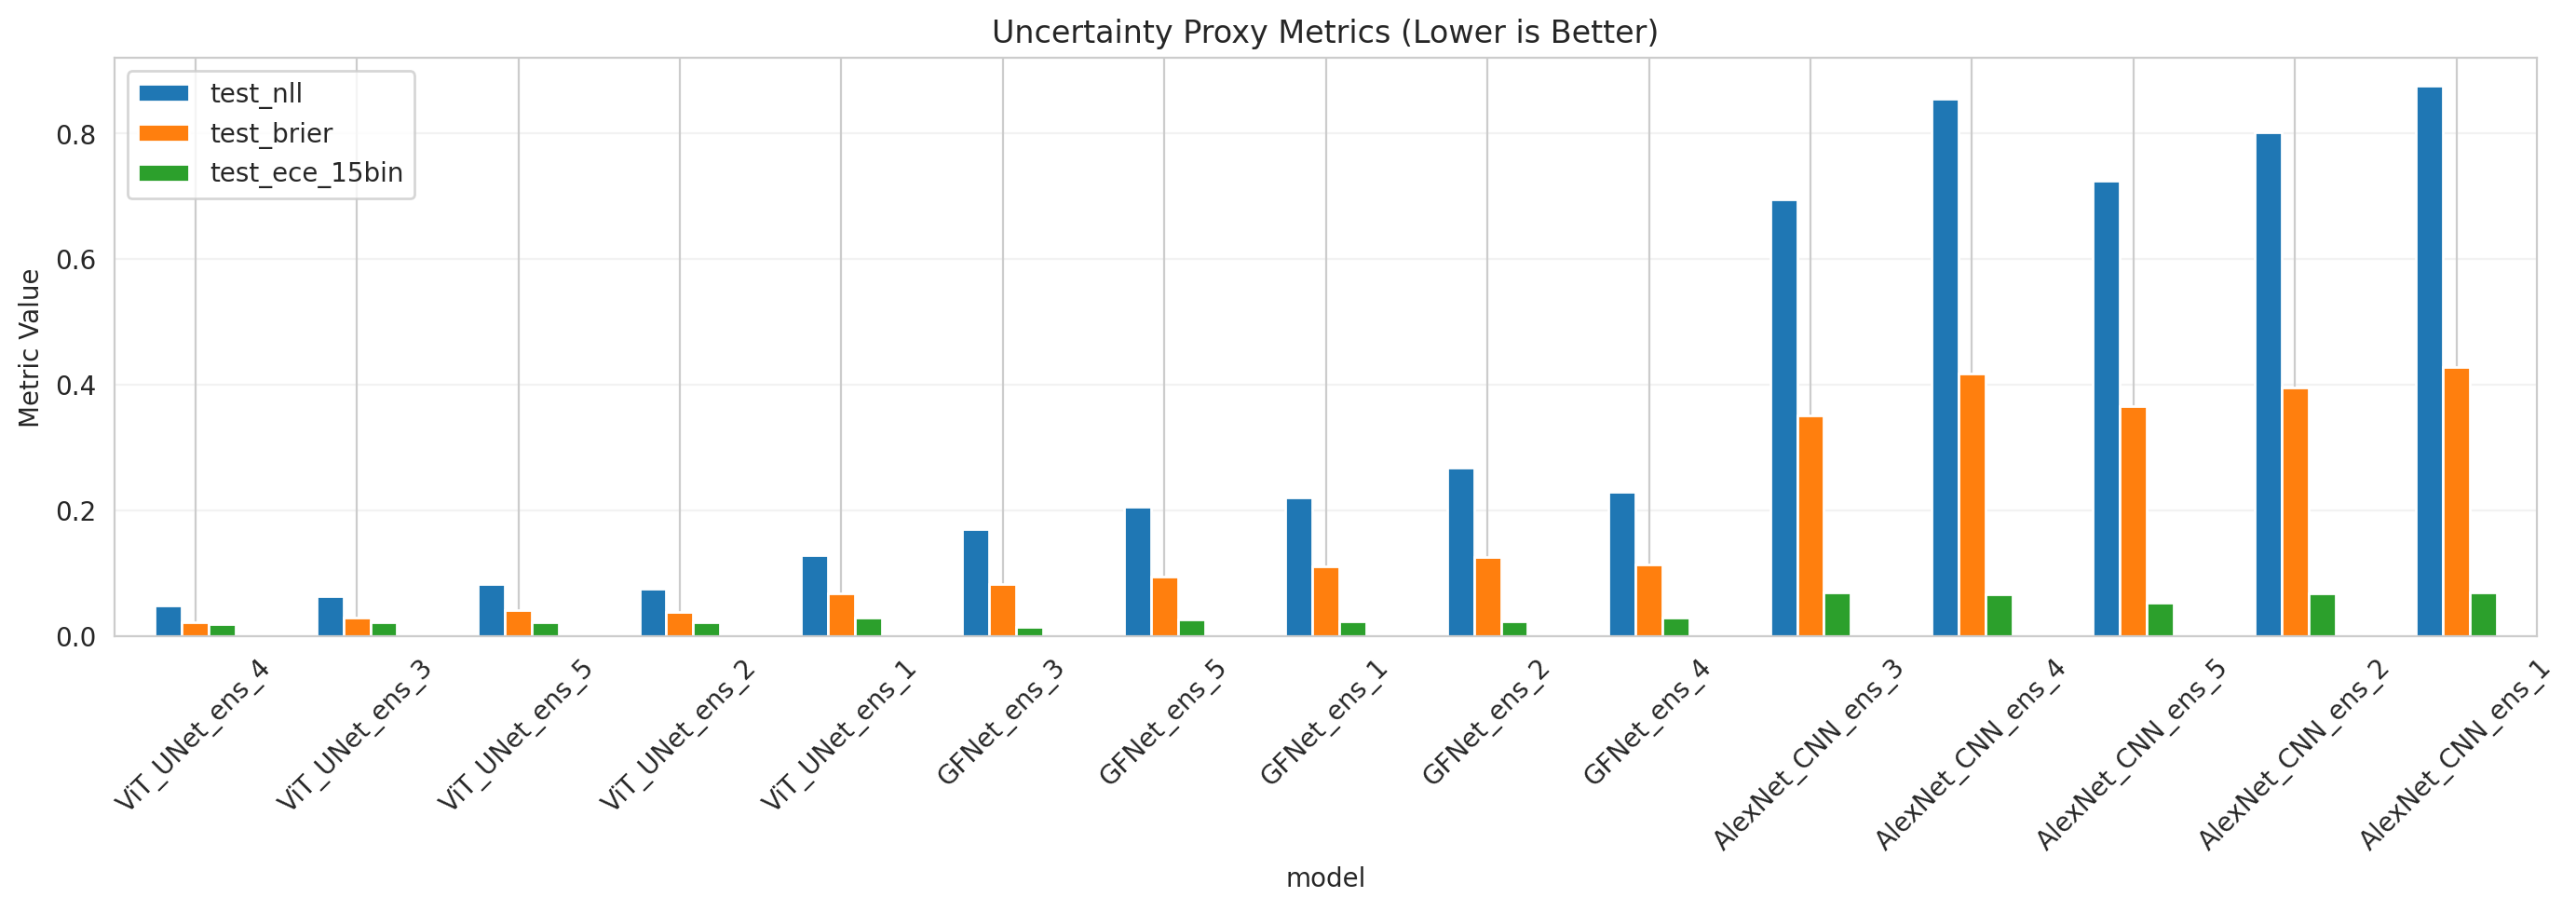 Uncertainty Proxy Metrics (Lower is Better)
test_nll
test_brier
test_ece_15bin
Metric Value
0.8
0.6
0.4
0.2
0.0
ViT_UNet_ens_4
ViT_UNet_ens_3
ViT_UNet_ens_5
ViT_UNet_ens_2
ViT_UNet_ens_1
GFNet_ens_3
GFNet_ens_5
GFNet_ens_1
GFNet_ens_2
GFNet_ens_4
AlexNet_CNN_ens_3
AlexNet_CNN_ens_4
AlexNet_CNN_ens_5
AlexNet_CNN_ens_2
AlexNet_CNN_ens_1
model